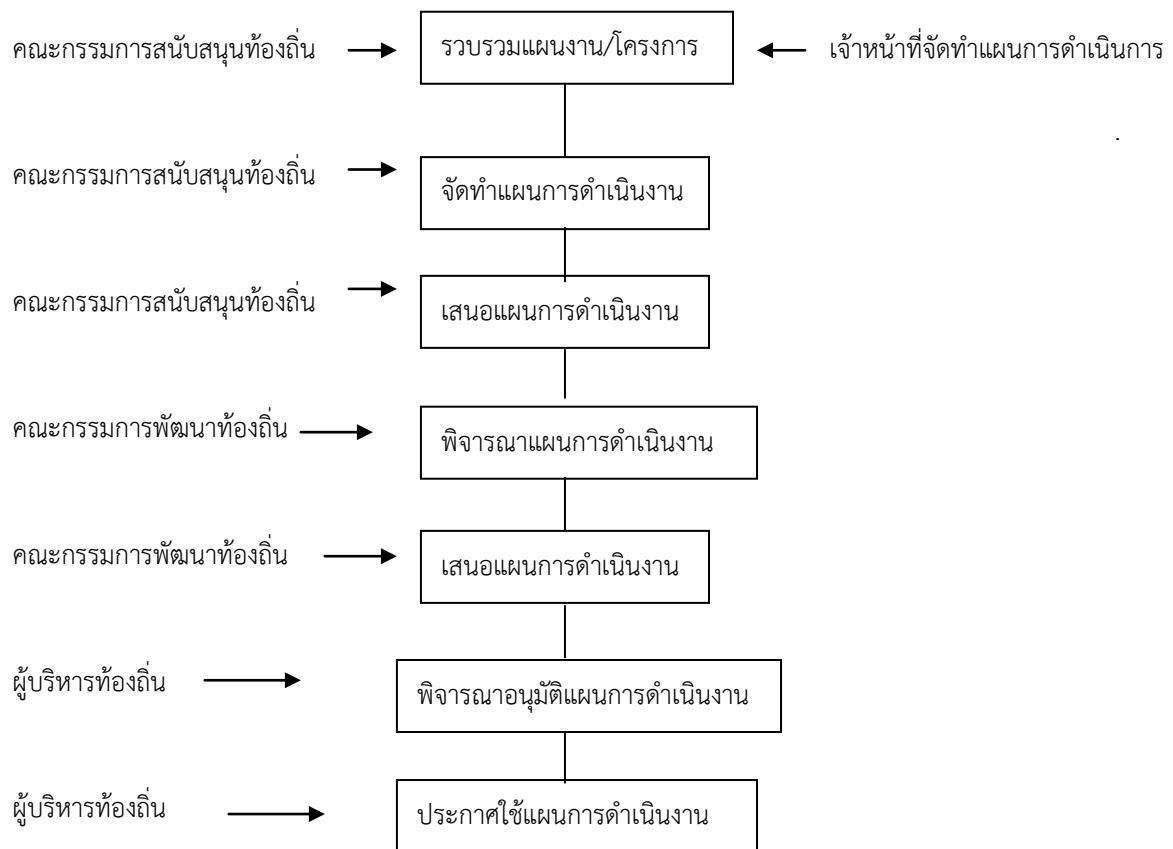 คณะกรรมการสนับสนุนท้องถิ่น รวบรวมแผนงาน/โครงการ เจ้าหน้าที่จัดทำแผนการดำเนินการ
คณะกรรมการสนับสนุนท้องถิ่น จัดทำแผนการดำเนินงาน
คณะกรรมการสนับสนุนท้องถิ่น เสนอแผนการดำเนินงาน
คณะกรรมการพัฒนาท้องถิ่น พิจารณาแผนการดำเนินงาน
คณะกรรมการพัฒนาท้องถิ่น เสนอแผนการดำเนินงาน
ผู้บริหารท้องถิ่น พิจารณาอนุมัติแผนการดำเนินงาน
ผู้บริหารท้องถิ่น ประกาศใช้แผนการดำเนินงาน